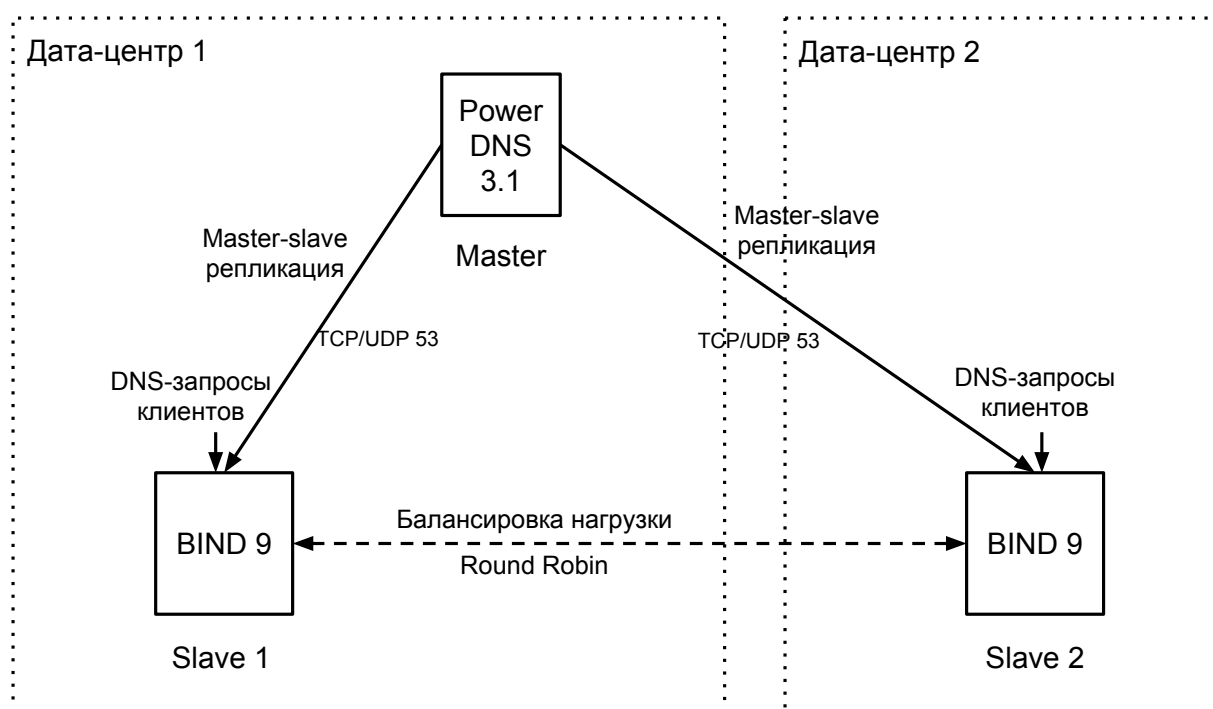 Дата-центр 1
Дата-центр 2
Power
DNS
3.1
Master
Master-slave
репликация
Master-slave
репликация
TCP/UDP 53
TCP/UDP 53
DNS-запросы
клиентов
DNS-запросы
клиентов
BIND 9
Балансировка нагрузки
Round Robin
BIND 9
Slave 1
Slave 2